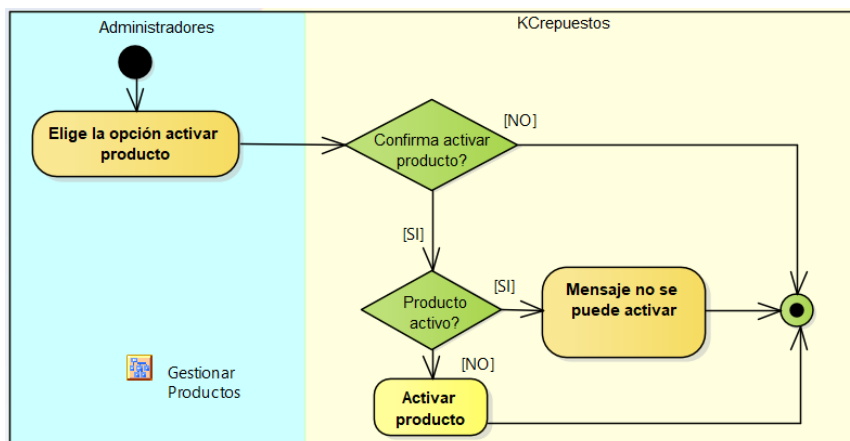 Administradores
KCrepuestos
Elige la opción activar
producto
Confirma activar
producto?
[NO]
[SI]
Producto
activo?
[SI]
Mensaje no se
puede activar
[NO]
Gestionar
Productos
Activar
producto